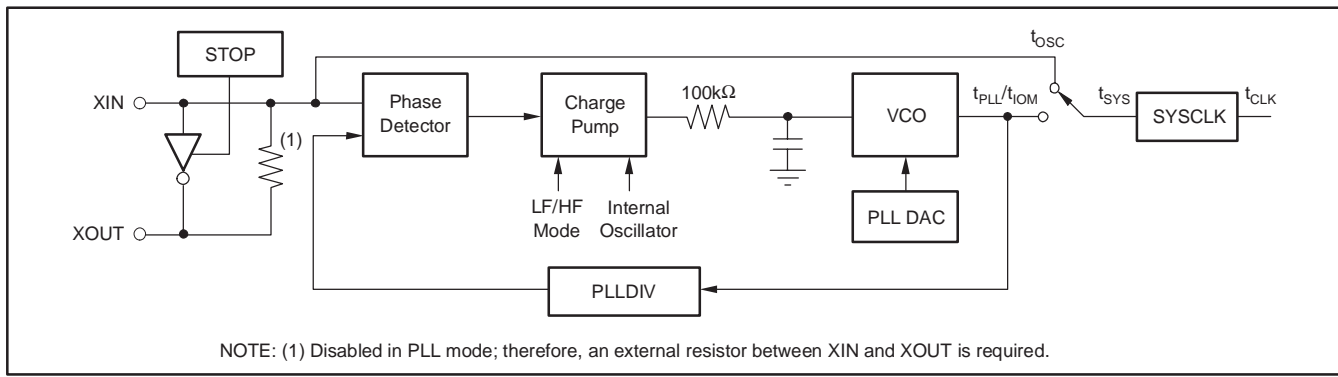 STOP
t_OSC
XIN
Phase
Detector
Charge
Pump
100kΩ
VCO
t_PLL/t_IOM
t_SYS
SYSCLK
t_CLK
(1)
LF/HF
Mode
Internal
Oscillator
PLL DAC
XOUT
PLLDIV
NOTE: (1) Disabled in PLL mode; therefore, an external resistor between XIN and XOUT is required.